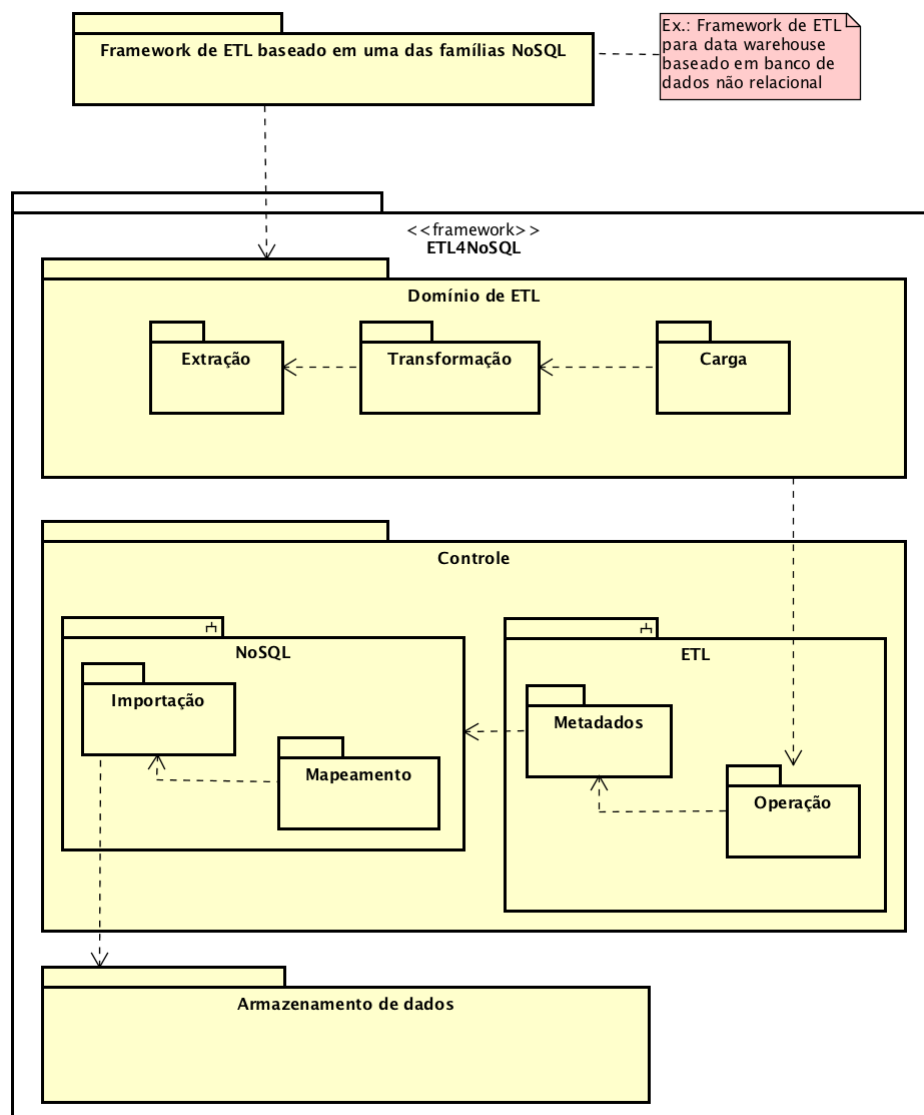 Framework de ETL baseado em uma das famílias NoSQL
Ex.: Framework de ETL
para data warehouse
baseado em banco de
dados não relacional
<<framework>>
ETL4NoSQL
Domínio de ETL
Extração
Transformação
Carga
Controle
NoSQL
Importação
Mapeamento
ETL
Metadados
Operação
Armazenamento de dados